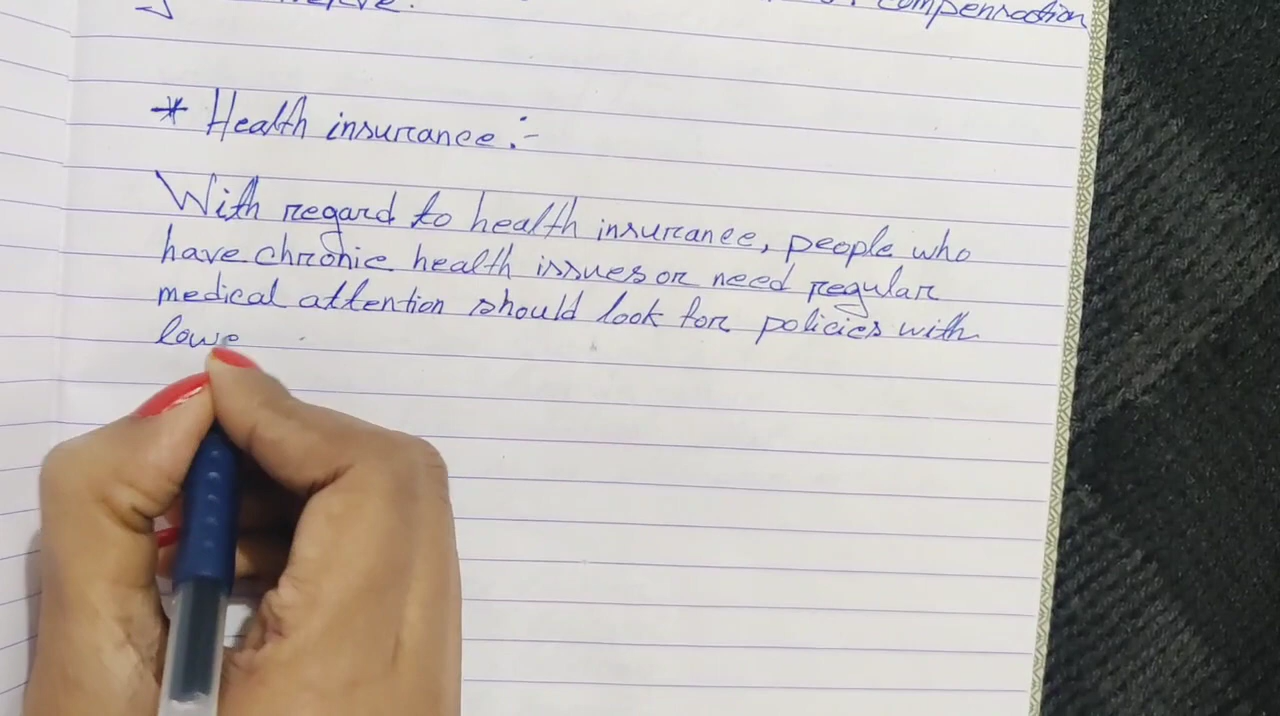 compensation
* Health insurance :-
With regard to health insurance, people who
have chronic health issues or need regular
medical attention should look for policies with
lowe